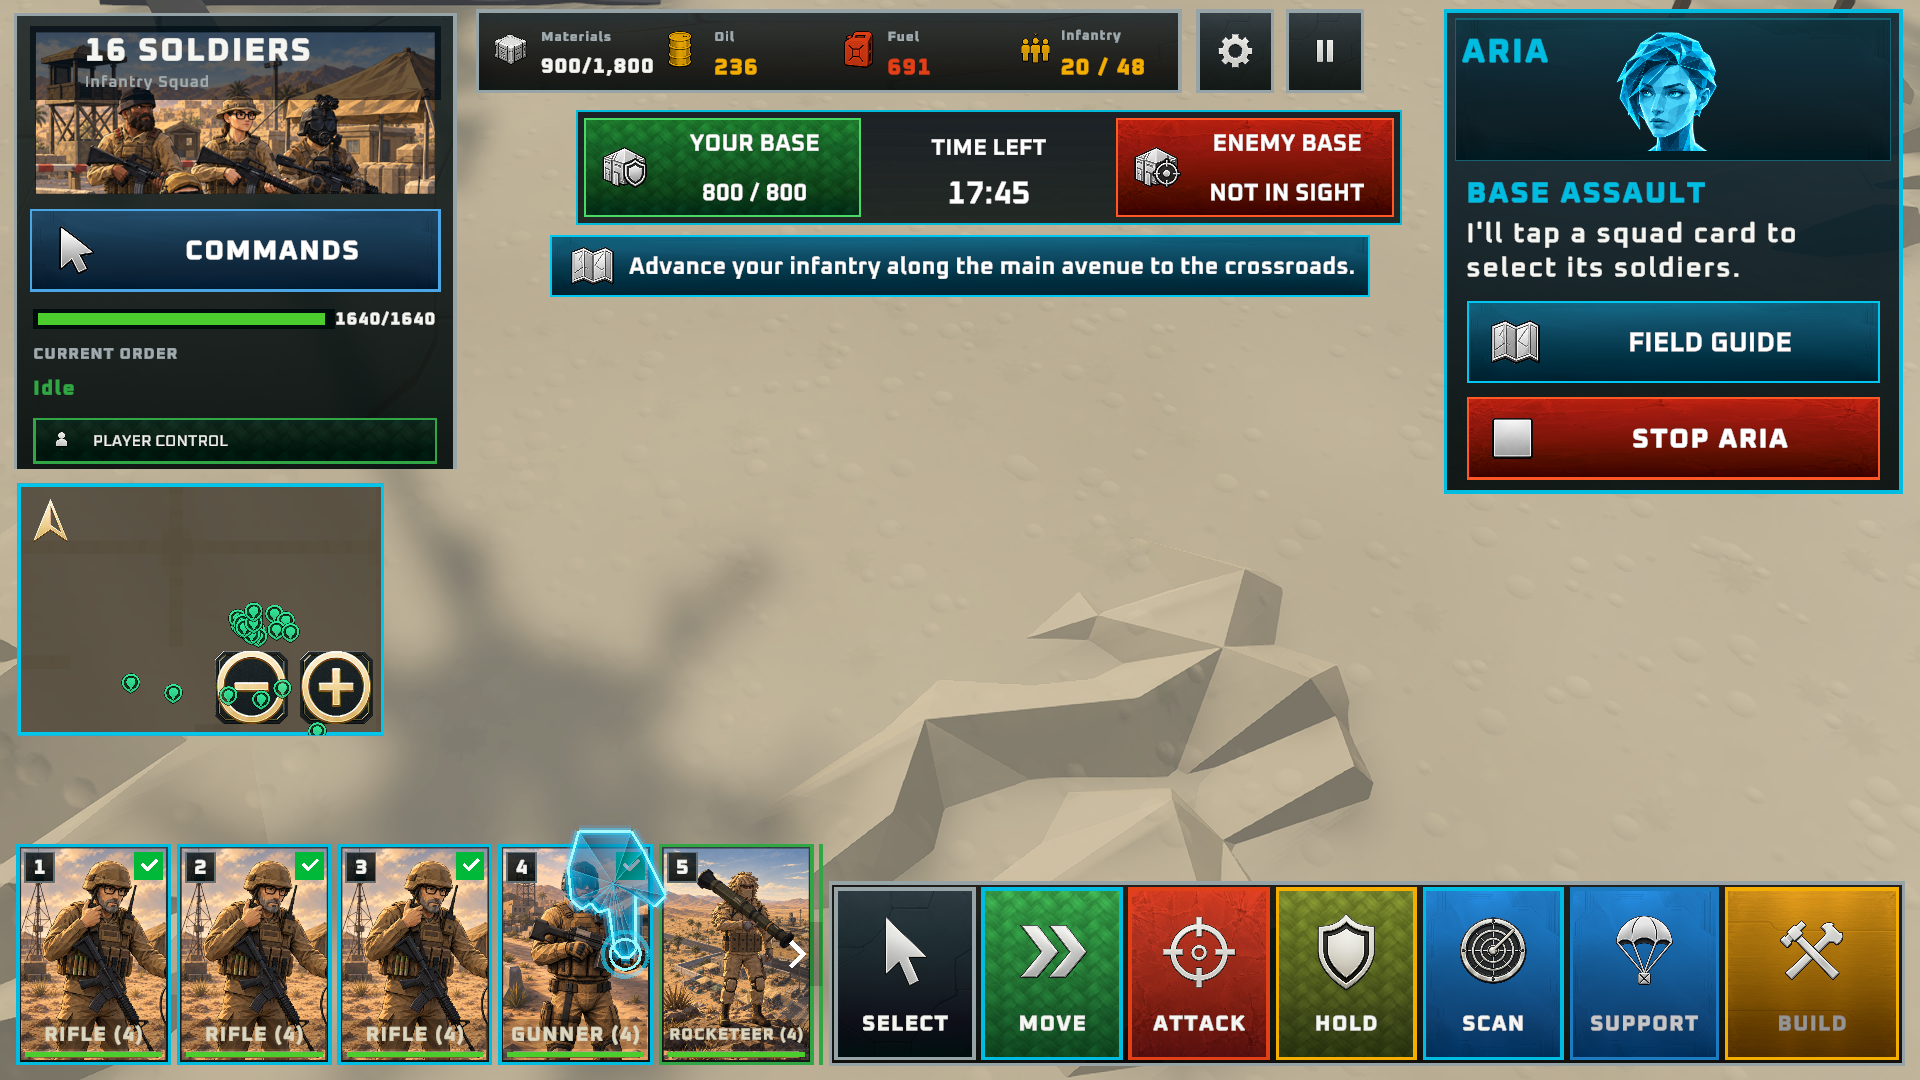 16 SOLDIERS
Infantry Squad
COMMANDS
1640/1640
CURRENT ORDER
Idle
PLAYER CONTROL
Materials
900/1,800
Oil
236
Fuel
691
Infantry
20 / 48
YOUR BASE
800 / 800
TIME LEFT
17:45
ENEMY BASE
NOT IN SIGHT
Advance your infantry along the main avenue to the crossroads.
ARIA
BASE ASSAULT
I'll tap a squad card to
select its soldiers.
FIELD GUIDE
STOP ARIA
1
RIFLE (4)
2
RIFLE (4)
3
RIFLE (4)
4
GUNNER (4)
5
ROCKETEER (4)
SELECT
MOVE
ATTACK
HOLD
SCAN
SUPPORT
BUILD